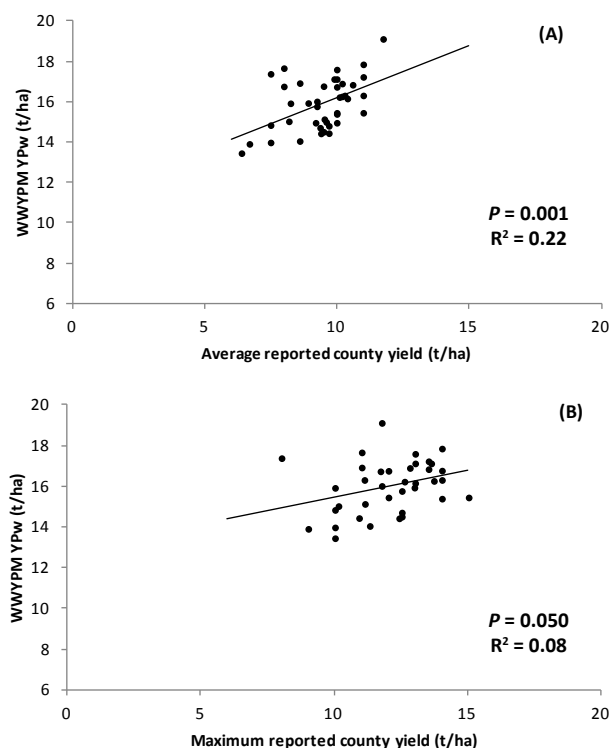 (A)
WWYPM YPw (t/ha)
20
18
16
14
12
10
8
6
P = 0.001
R² = 0.22
0 5 10 15 20
Average reported county yield (t/ha)
(B)
WWYPM YPw (t/ha)
20
18
16
14
12
10
8
6
P = 0.050
R² = 0.08
0 5 10 15 20
Maximum reported county yield (t/ha)